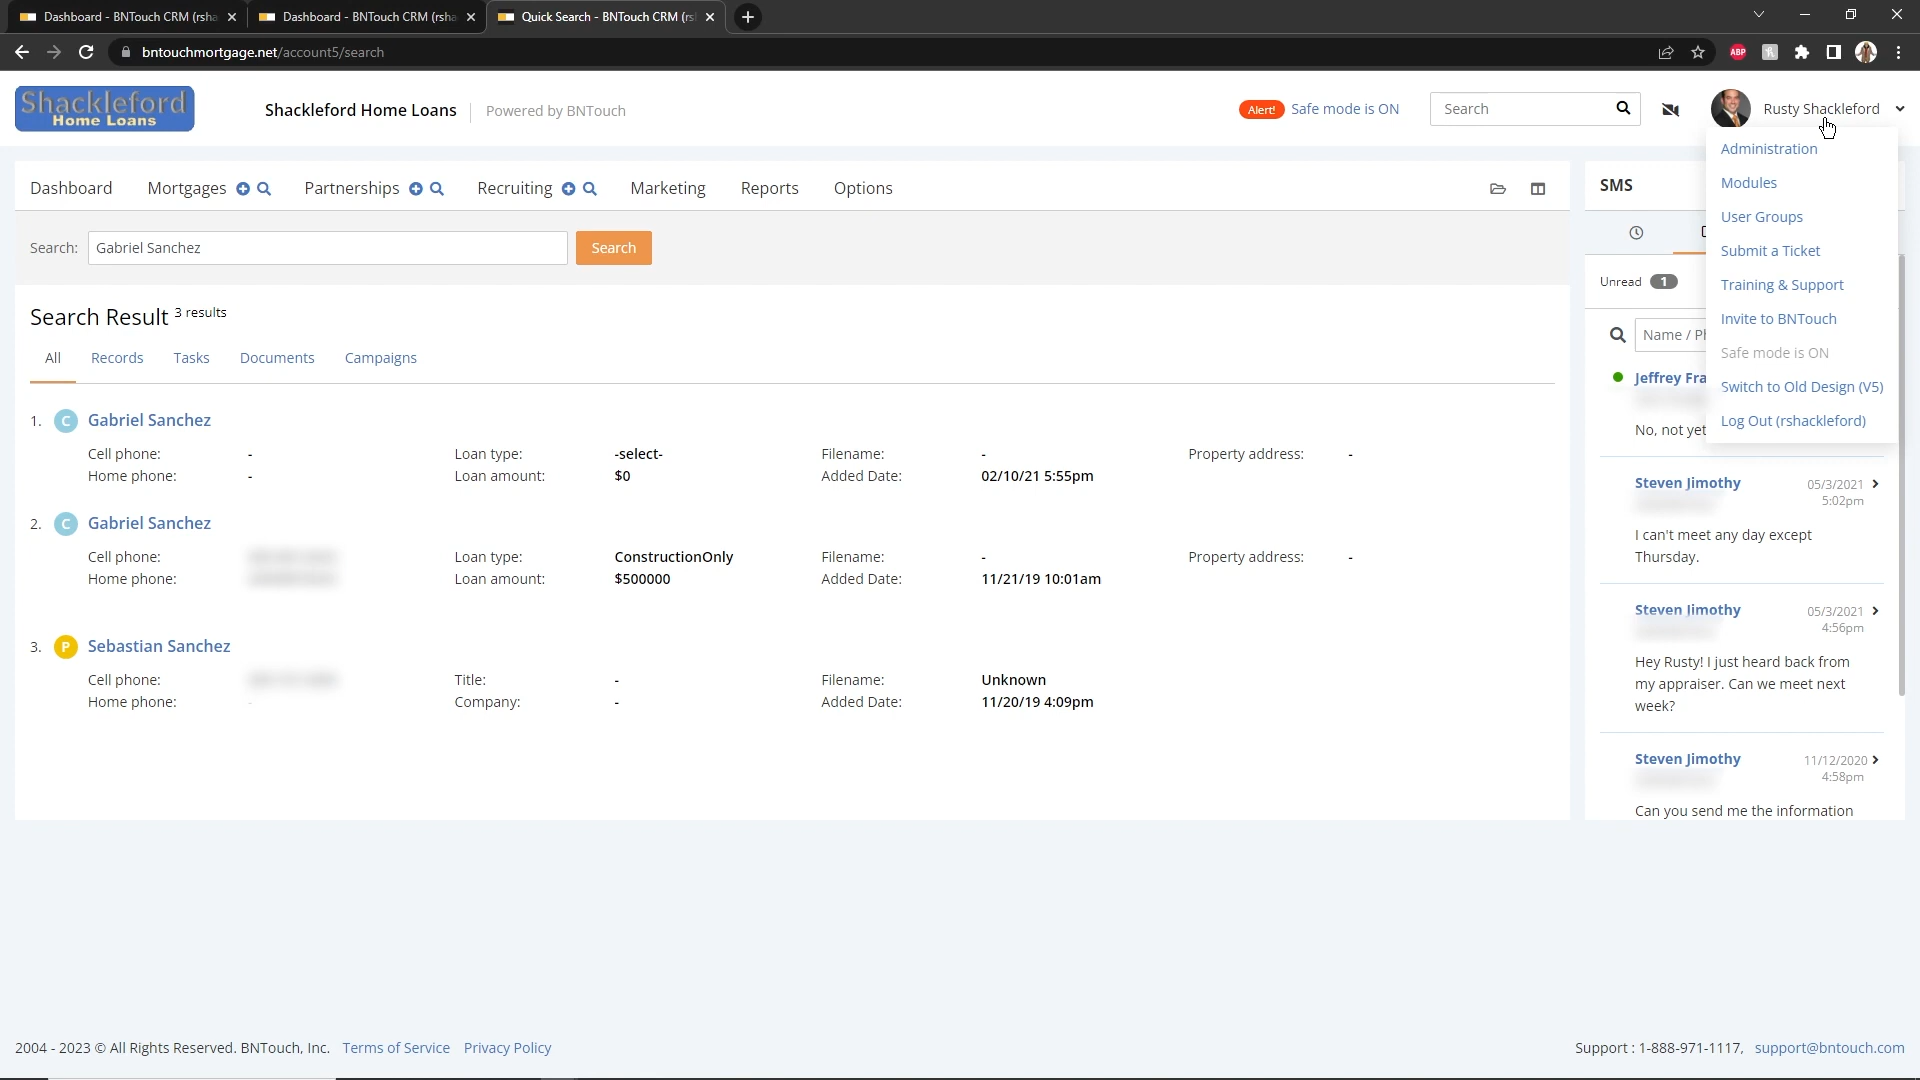 Dashboard - BNTouch CRM (rsha
Dashboard - BNTouch CRM (rsha
Quick Search - BNTouch CRM (rs
bntouchmortgage.net/account5/search
ABP
Shackleford
Home Loans
Shackleford Home Loans
Powered by BNTouch
Alert!
Safe mode is ON
Search
Rusty Shackleford
Administration
Modules
User Groups
Submit a Ticket
Training & Support
Invite to BNTouch
Safe mode is ON
Switch to Old Design (V5)
Log Out (rshackleford)
Dashboard
Mortgages
Partnerships
Recruiting
Marketing
Reports
Options
Search:
Gabriel Sanchez
Search
Search Result 3 results
All
Records
Tasks
Documents
Campaigns
1. C Gabriel Sanchez
Cell phone: - Loan type: -select- Filename: - Property address: -
Home phone: - Loan amount: $0 Added Date: 02/10/21 5:55pm
2. C Gabriel Sanchez
Cell phone: Loan type: ConstructionOnly Filename: - Property address: -
Home phone: Loan amount: $500000 Added Date: 11/21/19 10:01am
3. P Sebastian Sanchez
Cell phone: Title: - Filename: Unknown
Home phone: - Company: - Added Date: 11/20/19 4:09pm
SMS
Unread 1
Name / Ph
Jeffrey Fra
No, not yet
Steven Jimothy 05/3/2021
5:02pm
I can't meet any day except
Thursday.
Steven Jimothy 05/3/2021
4:56pm
Hey Rusty! I just heard back from
my appraiser. Can we meet next
week?
Steven Jimothy 11/12/2020
4:58pm
Can you send me the information
2004 - 2023 © All Rights Reserved. BNTouch, Inc. Terms of Service Privacy Policy
Support : 1-888-971-1117, support@bntouch.com